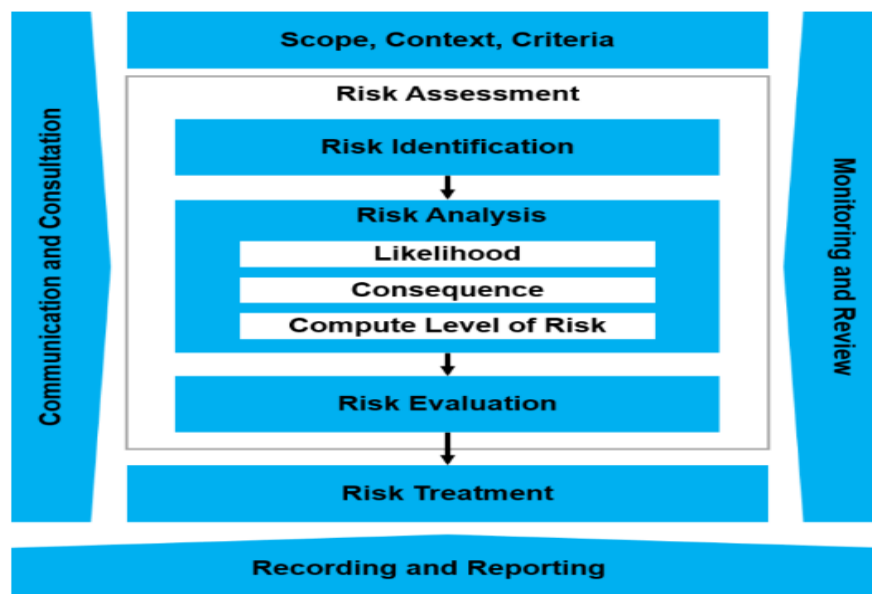 Scope, Context, Criteria
Risk Assessment
Risk Identification
Risk Analysis
Likelihood
Consequence
Compute Level of Risk
Risk Evaluation
Risk Treatment
Communication and Consultation
Monitoring and Review
Recording and Reporting